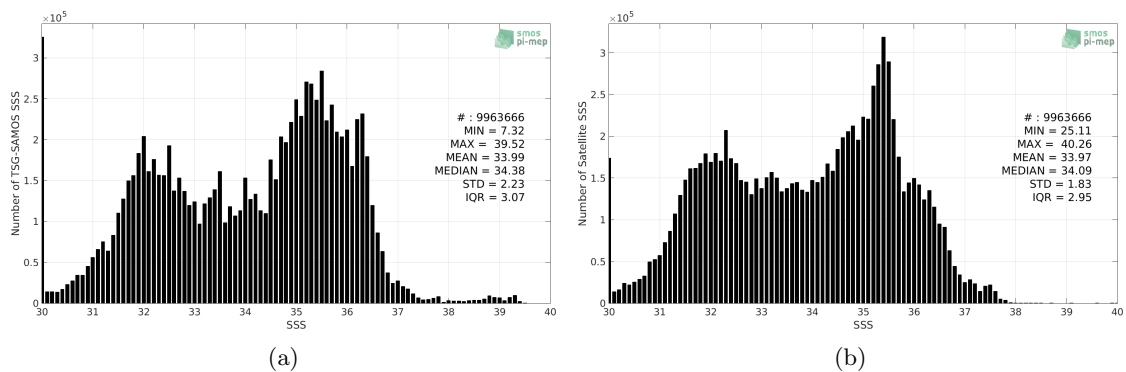 ×10⁵
smos
pi-mep
Number of TSG-SAMOS SSS
3
2.5
2
1.5
1
0.5
0
# : 9963666
MIN = 7.32
MAX = 39.52
MEAN = 33.99
MEDIAN = 34.38
STD = 2.23
IQR = 3.07
30 31 32 33 34 35 36 37 38 39 40
SSS
(a)
×10⁵
smos
pi-mep
Number of Satellite SSS
3
2.5
2
1.5
1
0.5
0
# : 9963666
MIN = 25.11
MAX = 40.26
MEAN = 33.97
MEDIAN = 34.09
STD = 1.83
IQR = 2.95
30 31 32 33 34 35 36 37 38 39 40
SSS
(b)